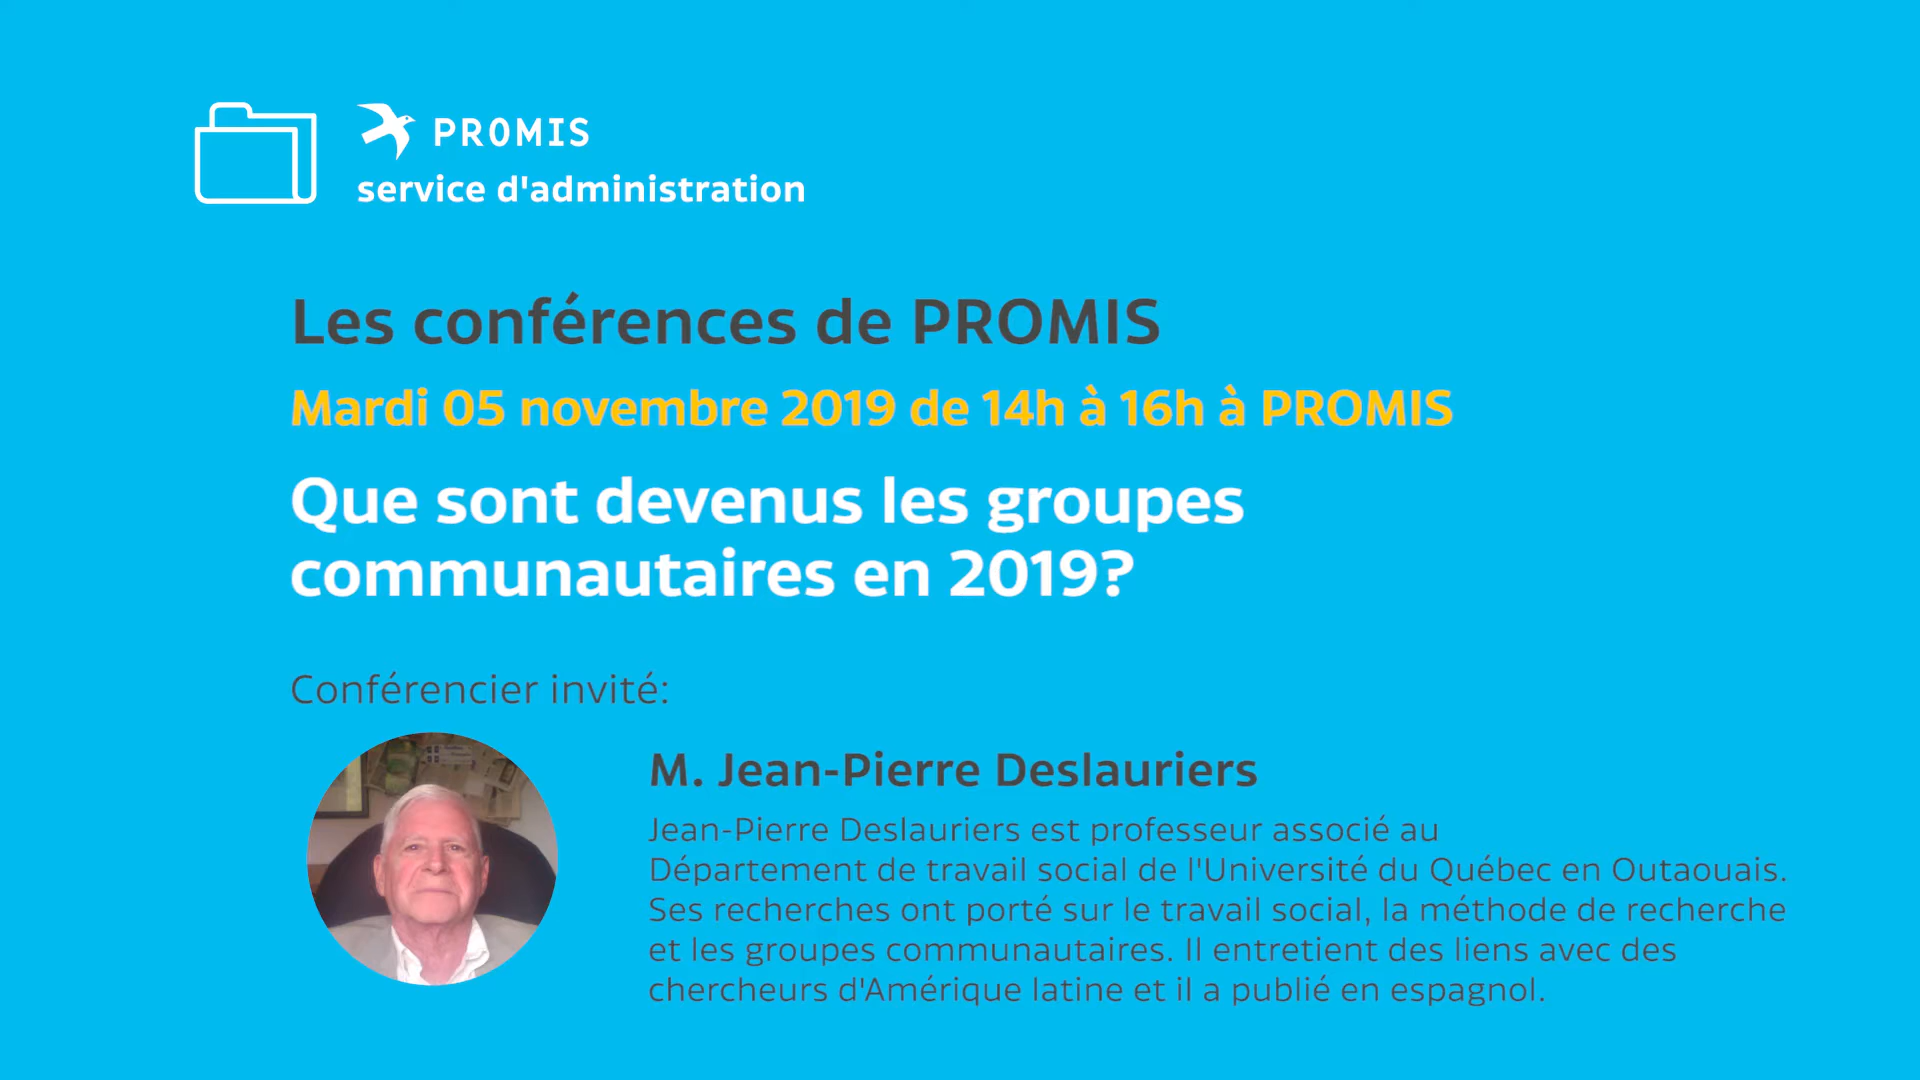 PROMIS
service d'administration
Les conférences de PROMIS
Mardi 05 novembre 2019 de 14h à 16h à PROMIS
Que sont devenus les groupes
communautaires en 2019?
Conférencier invité:
M. Jean-Pierre Deslauriers
Jean-Pierre Deslauriers est professeur associé au
Département de travail social de l'Université du Québec en Outaouais.
Ses recherches ont porté sur le travail social, la méthode de recherche
et les groupes communautaires. Il entretient des liens avec des
chercheurs d'Amérique latine et il a publié en espagnol.